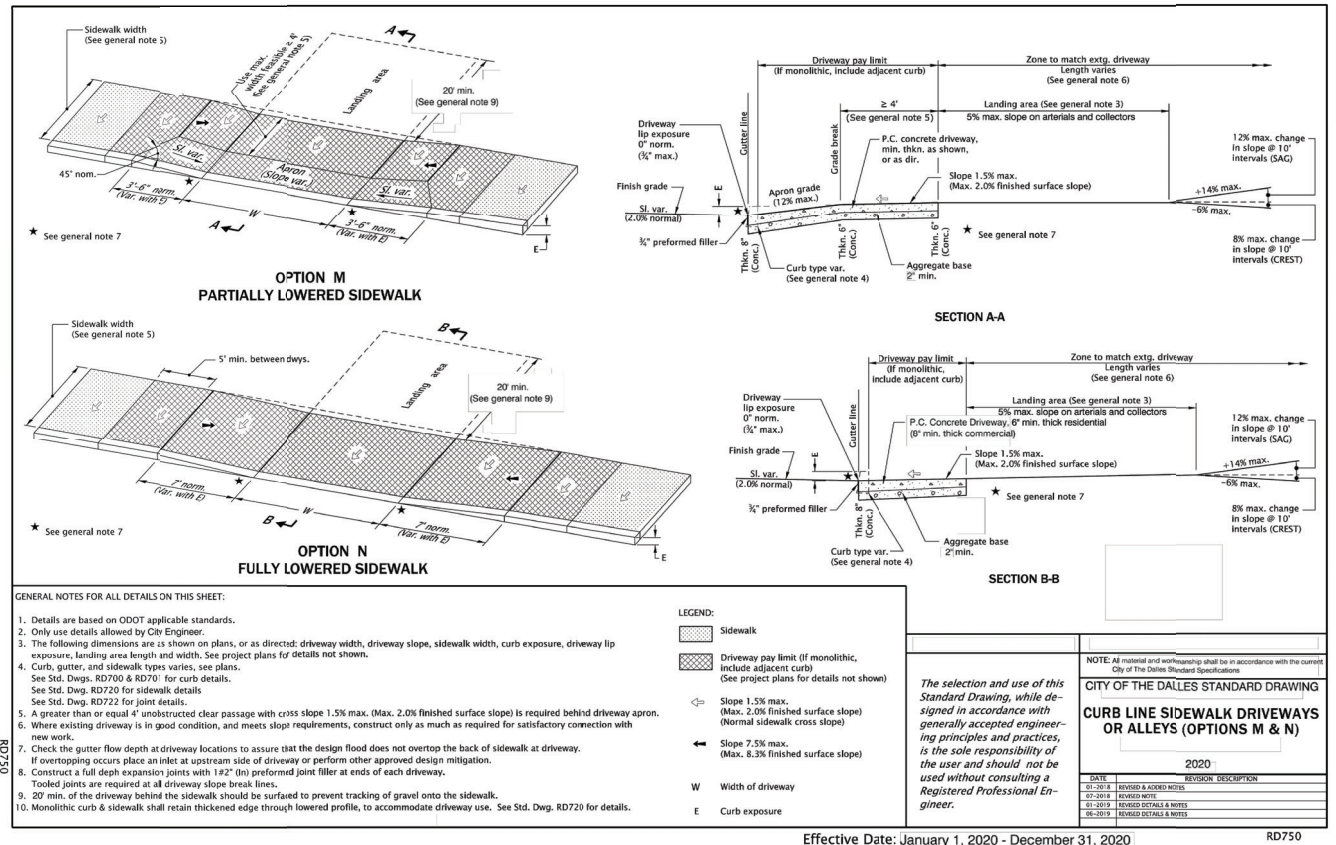 Sidewalk width
(See general note 5)
Use max.
width feasible ≥ 4'
(See general note 5)
A
Landing area
20' min.
(See general note 9)
Sl. var.
Apron
(Slope var.)
Sl. var.
45° nom.
3'-6" norm.
(Var. with E)
W
3'-6" norm.
(Var. with E)
A
E
★ See general note 7
OPTION M
PARTIALLY LOWERED SIDEWALK
Driveway pay limit
(If monolithic, include adjacent curb)
Zone to match extg. driveway
Length varies
(See general note 6)
≥ 4'
(See general note 5)
Landing area (See general note 3)
5% max. slope on arterials and collectors
Driveway
lip exposure
0" norm.
(¾" max.)
Gutter line
Grade break
P.C. concrete driveway,
min. thkn. as shown,
or as dir.
12% max. change
in slope @ 10'
intervals (SAG)
Slope 1.5% max.
(Max. 2.0% finished surface slope)
Finish grade
E
Apron grade
(12% max.)
+14% max.
-6% max.
Sl. var.
(2.0% normal)
★
★ See general note 7
¾" preformed filler
Thkn. 8"
(Conc.)
Thkn. 6"
(Conc.)
Thkn. 6"
(Conc.)
Curb type var.
(See general note 4)
Aggregate base
2" min.
8% max. change
in slope @ 10'
intervals (CREST)
SECTION A-A
Sidewalk width
(See general note 5)
5' min. between dwys.
B
Landing area
20' min.
(See general note 9)
7' norm.
(Var. with E)
W
7' norm.
(Var. with E)
B
E
★ See general note 7
OPTION N
FULLY LOWERED SIDEWALK
Driveway pay limit
(If monolithic,
include adjacent curb)
Zone to match extg. driveway
Length varies
(See general note 6)
Driveway
lip exposure
0" norm.
(¾" max.)
Gutter line
Landing area (See general note 3)
5% max. slope on arterials and collectors
P.C. Concrete Driveway, 6" min. thick residential
(8" min. thick commercial)
12% max. change
in slope @ 10'
intervals (SAG)
Finish grade
E
Slope 1.5% max.
(Max. 2.0% finished surface slope)
Sl. var.
(2.0% normal)
★
+14% max.
-6% max.
★ See general note 7
¾" preformed filler
Thkn. 8"
(Conc.)
Aggregate base
2" min.
Curb type var.
(See general note 4)
8% max. change
in slope @ 10'
intervals (CREST)
SECTION B-B
GENERAL NOTES FOR ALL DETAILS ON THIS SHEET:
1. Details are based on ODOT applicable standards.
2. Only use details allowed by City Engineer.
3. The following dimensions are as shown on plans, or as directed: driveway width, driveway slope, sidewalk width, curb exposure, driveway lip
exposure, landing area length and width. See project plans for details not shown.
4. Curb, gutter, and sidewalk types varies, see plans.
See Std. Dwgs. RD700 & RD701 for curb details.
See Std. Dwg. RD720 for sidewalk details
See Std. Dwg. RD722 for joint details.
5. A greater than or equal 4' unobstructed clear passage with cross slope 1.5% max. (Max. 2.0% finished surface slope) is required behind driveway apron.
6. Where existing driveway is in good condition, and meets slope requirements, construct only as much as required for satisfactory connection with
new work.
7. Check the gutter flow depth at driveway locations to assure that the design flood does not overtop the back of sidewalk at driveway.
If overtopping occurs place an inlet at upstream side of driveway or perform other approved design mitigation.
8. Construct a full deph expansion joints with 1#2" (In) preformed joint filler at ends of each driveway.
Tooled joints are required at all driveway slope break lines.
9. 20' min. of the driveway behind the sidewalk should be surfaced to prevent tracking of gravel onto the sidewalk.
10. Monolithic curb & sidewalk shall retain thickened edge through lowered profile, to accommodate driveway use. See Std. Dwg. RD720 for details.
LEGEND:
Sidewalk
Driveway pay limit (If monolithic,
include adjacent curb)
(See project plans for details not shown)
Slope 1.5% max.
(Max. 2.0% finished surface slope)
(Normal sidewalk cross slope)
Slope 7.5% max.
(Max. 8.3% finished surface slope)
W Width of driveway
E Curb exposure
The selection and use of this
Standard Drawing, while de-
signed in accordance with
generally accepted engineer-
ing principles and practices,
is the sole responsibility of
the user and should not be
used without consulting a
Registered Professional En-
gineer.
NOTE: All material and workmanship shall be in accordance with the current
City of The Dalles Standard Specifications
CITY OF THE DALLES STANDARD DRAWING
CURB LINE SIDEWALK DRIVEWAYS
OR ALLEYS (OPTIONS M & N)
2020
DATE REVISION DESCRIPTION
01-2018 REVISED & ADDED NOTES
07-2018 REVISED NOTE
01-2019 REVISED DETAILS & NOTES
06-2019 REVISED DETAILS & NOTES
RD750
Effective Date: January 1, 2020 - December 31, 2020
RD750